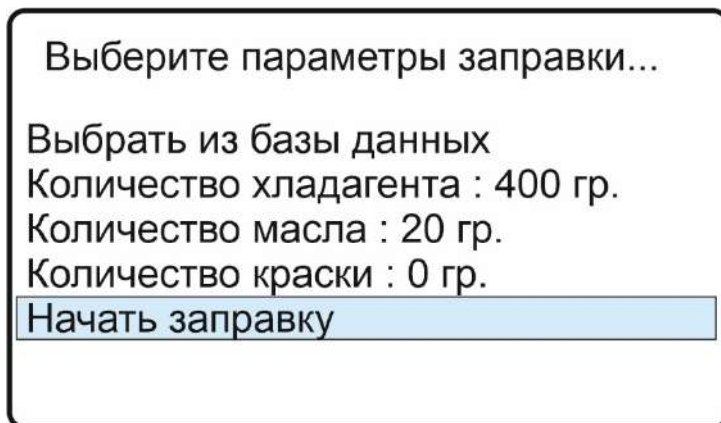 Выберите параметры заправки...
Выбрать из базы данных
Количество хладагента : 400 гр.
Количество масла : 20 гр.
Количество краски : 0 гр.
Начать заправку